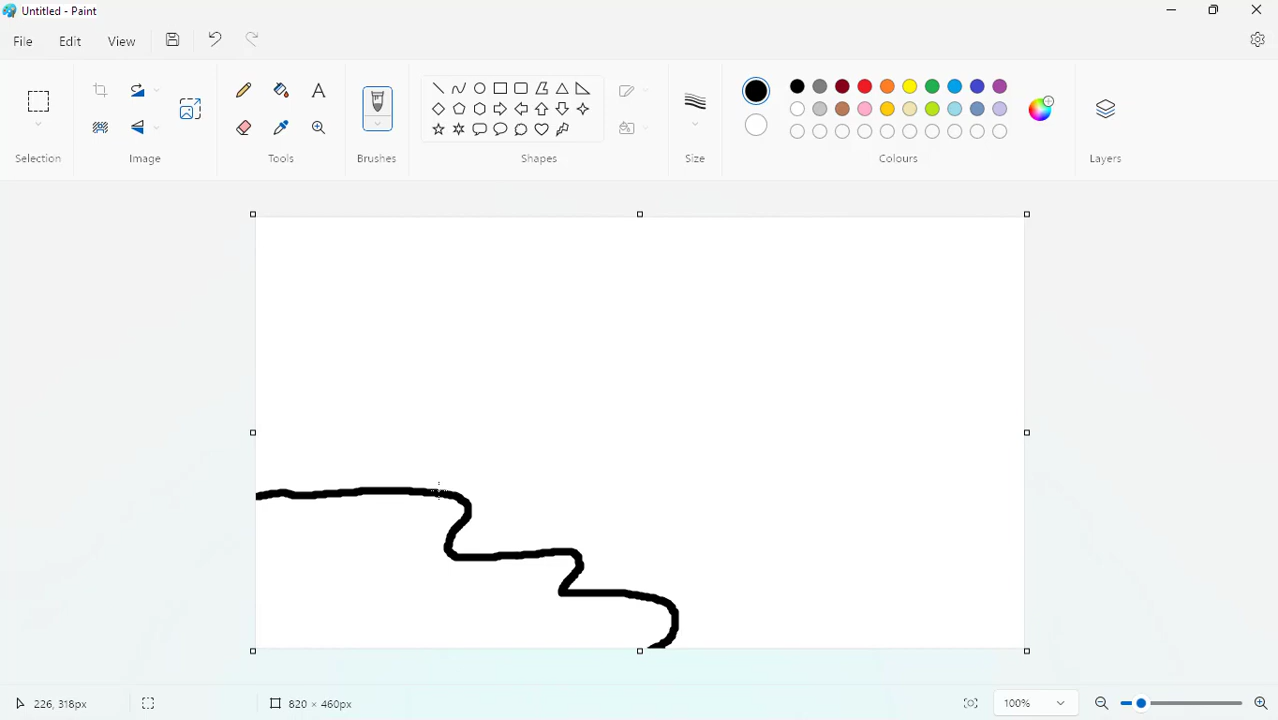 Untitled - Paint
File Edit View
Selection Image Tools Brushes Shapes Size Colours Layers
226, 318px 820 × 460px 100%